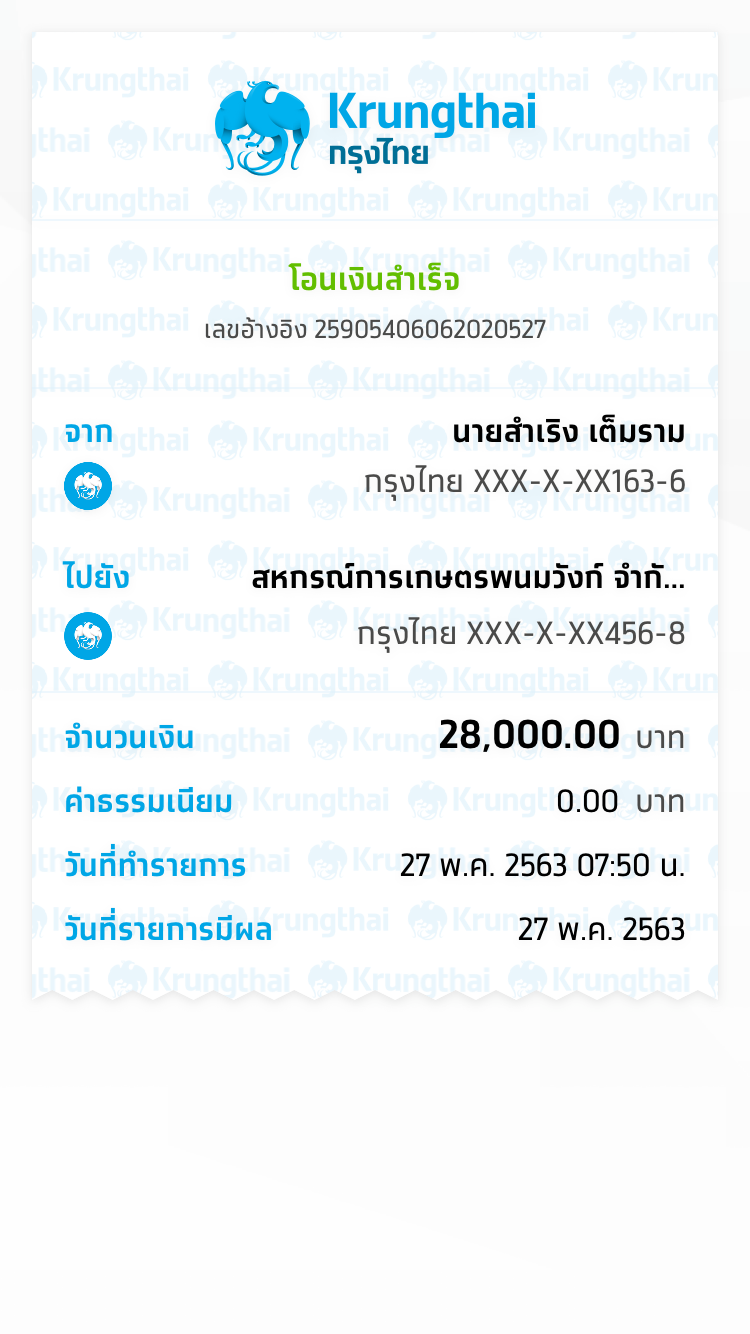 Krungthai
กรุงไทย
โอนเงินสำเร็จ
เลขอ้างอิง 25905406062020527
จาก นายสำเริง เต็มราม
กรุงไทย XXX-X-XX163-6
ไปยัง สหกรณ์การเกษตรพนมวังก์ จำกั...
กรุงไทย XXX-X-XX456-8
จำนวนเงิน 28,000.00 บาท
ค่าธรรมเนียม 0.00 บาท
วันที่ทำรายการ 27 พ.ค. 2563 07:50 น.
วันที่รายการมีผล 27 พ.ค. 2563